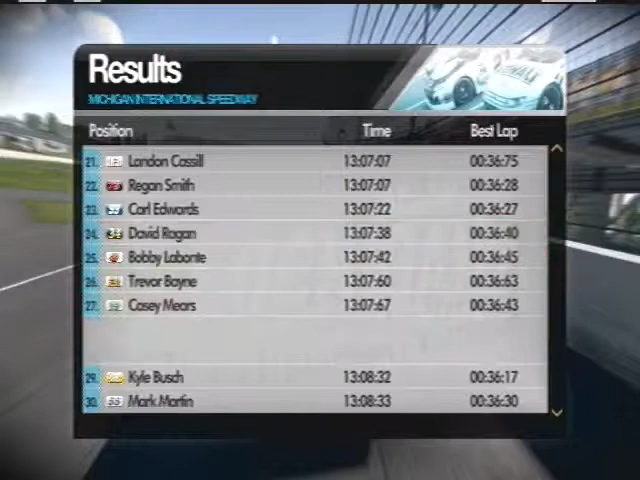 Results
MICHIGAN INTERNATIONAL SPEEDWAY
Position Time Best Lap
21. Landon Cassill 13:07:07 00:36:75
22. Regan Smith 13:07:07 00:36:28
23. Carl Edwards 13:07:22 00:36:27
24. David Ragan 13:07:38 00:36:40
25. Bobby Labonte 13:07:42 00:36:45
26. Trevor Bayne 13:07:60 00:36:63
27. Casey Mears 13:07:67 00:36:43
29. Kyle Busch 13:08:32 00:36:17
30. Mark Martin 13:08:33 00:36:30